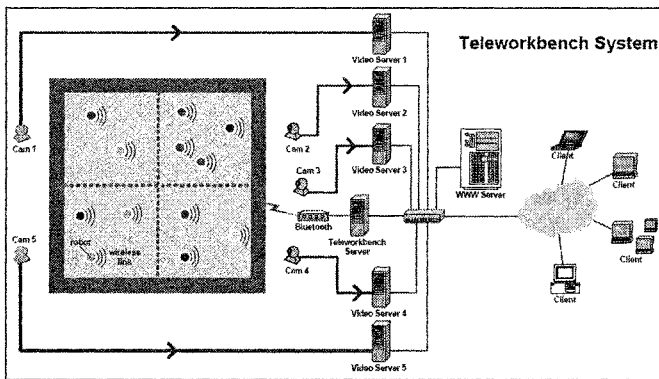 Teleworkbench System
Video Server 1
Cam 1
Video Server 2
Cam 2
Video Server 3
Cam 3
WWW Server
Client
Client
Bluetooth
Teleworkbench
Server
Cam 5
robot
wireless
link
Cam 4
Video Server 4
Client
Client
Video Server 5